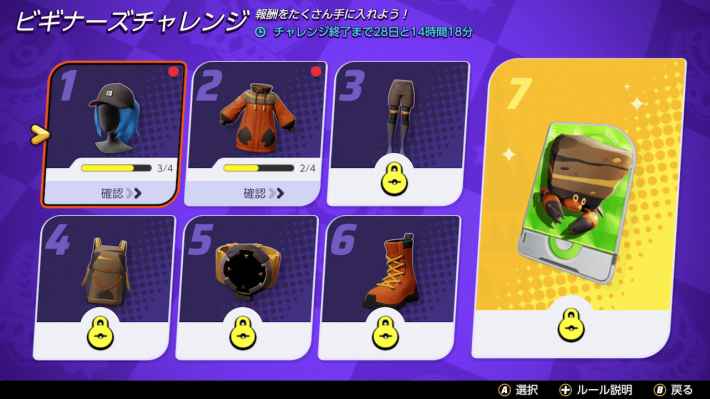 ビギナーズチャレンジ
報酬をたくさん手に入れよう！
チャレンジ終了まで28日と14時間18分
1
3/4
確認
2
2/4
確認
3
4
5
6
7
A 選択
ルール説明
B 戻る